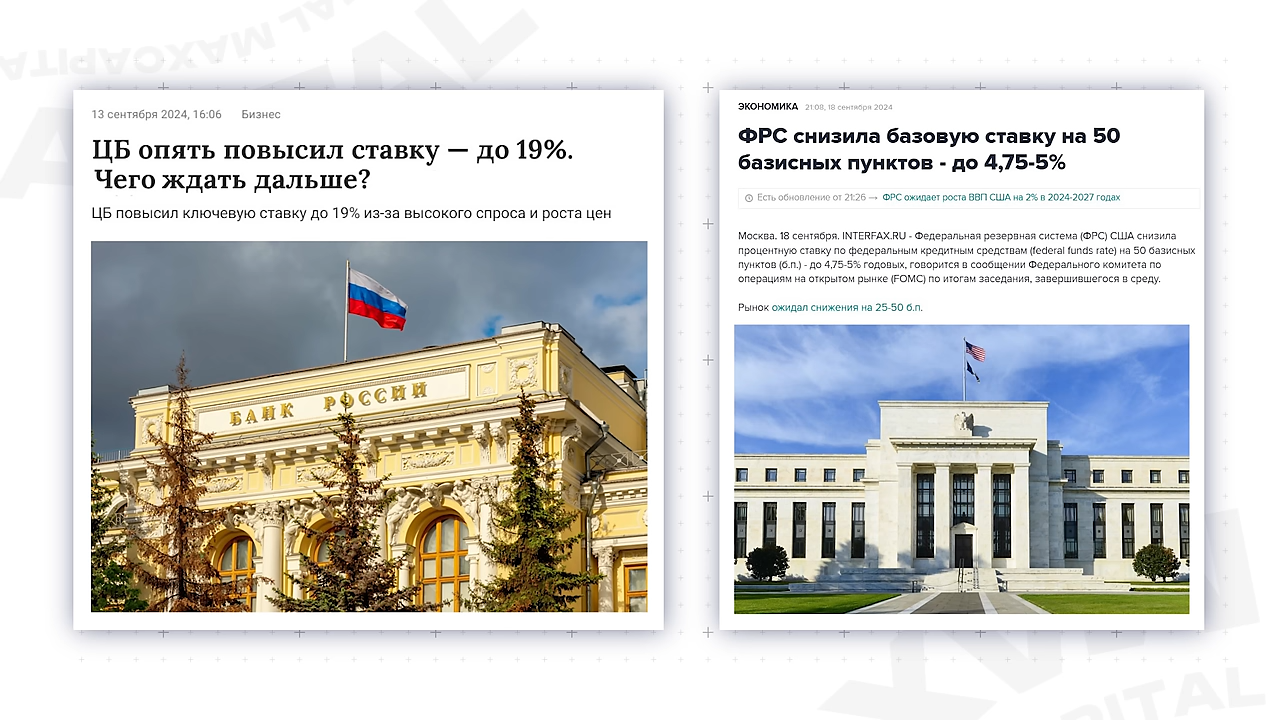 MAXCAPITAL
13 сентября 2024, 16:06 Бизнес
ЦБ опять повысил ставку — до 19%.
Чего ждать дальше?
ЦБ повысил ключевую ставку до 19% из-за высокого спроса и роста цен
БАНК РОССИИ
ЭКОНОМИКА 21:08, 18 сентября 2024
ФРС снизила базовую ставку на 50
базисных пунктов - до 4,75-5%
Есть обновление от 21:26 → ФРС ожидает роста ВВП США на 2% в 2024-2027 годах
Москва. 18 сентября. INTERFAX.RU - Федеральная резервная система (ФРС) США снизила
процентную ставку по федеральным кредитным средствам (federal funds rate) на 50 базисных
пунктов (б.п.) - до 4,75-5% годовых, говорится в сообщении Федерального комитета по
операциям на открытом рынке (FOMC) по итогам заседания, завершившегося в среду.
Рынок ожидал снижения на 25-50 б.п.